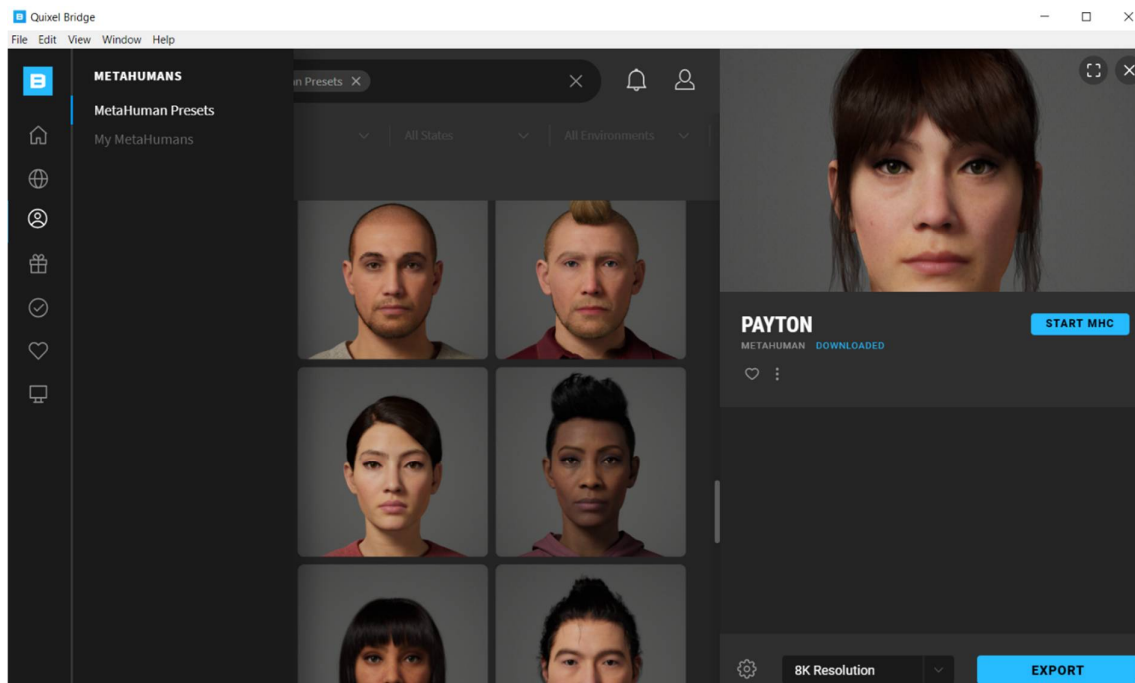 Quixel Bridge
File Edit View Window Help
METAHUMANS
MetaHuman Presets
My MetaHumans
n Presets
All States
All Environments
PAYTON
START MHC
METAHUMAN DOWNLOADED
8K Resolution
EXPORT